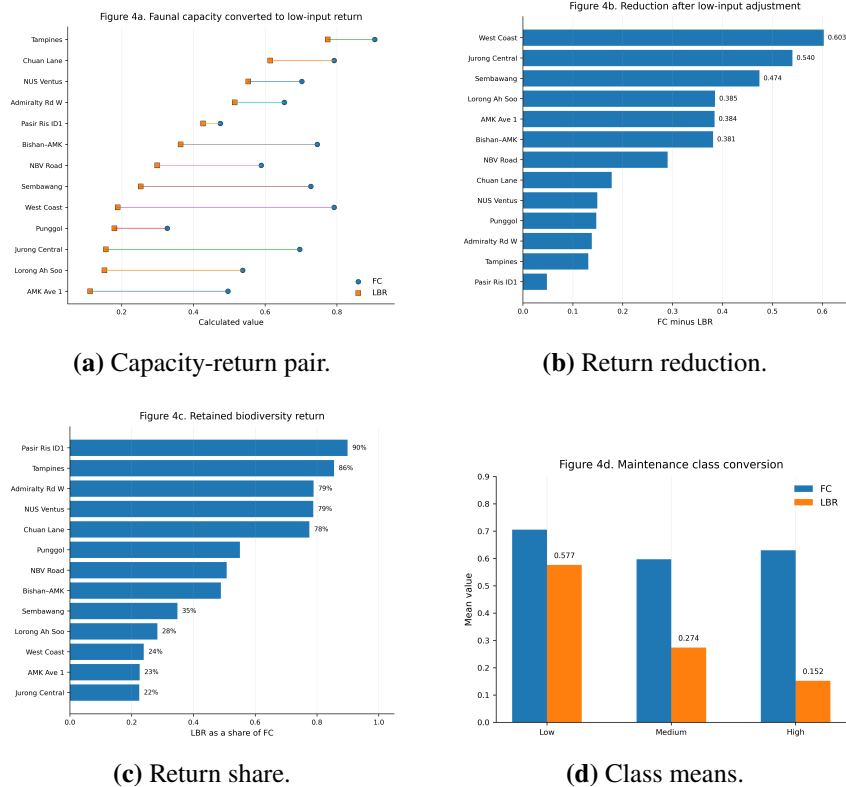 Figure 4a. Faunal capacity converted to low-input return
Tampines
Chuan Lane
NUS Ventus
Admiralty Rd W
Pasir Ris ID1
Bishan–AMK
NBV Road
Sembawang
West Coast
Punggol
Jurong Central
Lorong Ah Soo
AMK Ave 1
FC
LBR
0.2 0.4 0.6 0.8
Calculated value
(a) Capacity-return pair.
Figure 4b. Reduction after low-input adjustment
West Coast 0.603
Jurong Central 0.540
Sembawang 0.474
Lorong Ah Soo 0.385
AMK Ave 1 0.384
Bishan–AMK 0.381
NBV Road
Chuan Lane
NUS Ventus
Punggol
Admiralty Rd W
Tampines
Pasir Ris ID1
0.0 0.1 0.2 0.3 0.4 0.5 0.6
FC minus LBR
(b) Return reduction.
Figure 4c. Retained biodiversity return
Pasir Ris ID1 90%
Tampines 86%
Admiralty Rd W 79%
NUS Ventus 79%
Chuan Lane 78%
Punggol
NBV Road
Bishan–AMK
Sembawang 35%
Lorong Ah Soo 28%
West Coast 24%
AMK Ave 1 23%
Jurong Central 22%
0.0 0.2 0.4 0.6 0.8 1.0
LBR as a share of FC
(c) Return share.
Figure 4d. Maintenance class conversion
FC
LBR
0.9
0.8
0.7
0.6
0.5
0.4
0.3
0.2
0.1
0.0
Mean value
0.577
0.274
0.152
Low Medium High
(d) Class means.